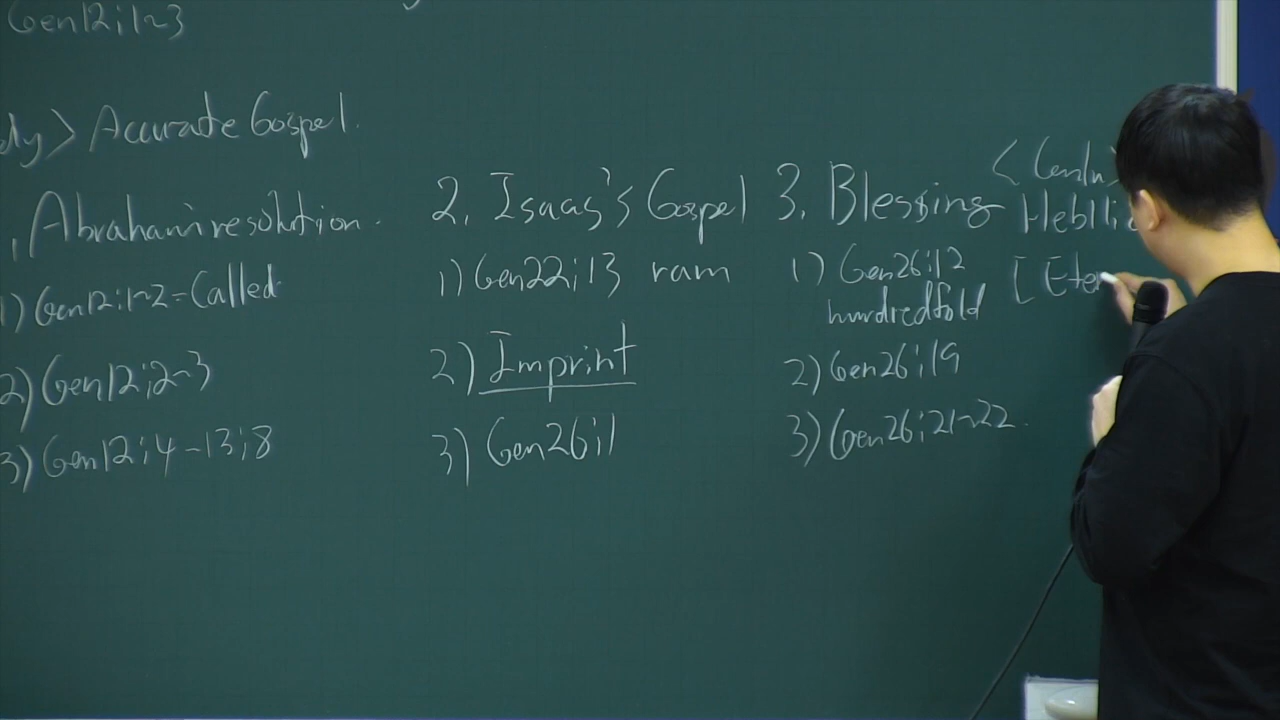 Gen12:1~3
Accurate Gospel.
1, Abraham's resolution.
1) Gen12:1~2 = Called.
2) Gen12:2~3
3) Gen12:4 - 13:8
2. Isaas's Gospel
1) Gen22:13 ram
2) Imprint
3) Gen26:1
3. Blessing
1) Gen26:12
hundredfold
2) Gen26:19
3) Gen26:21~22.